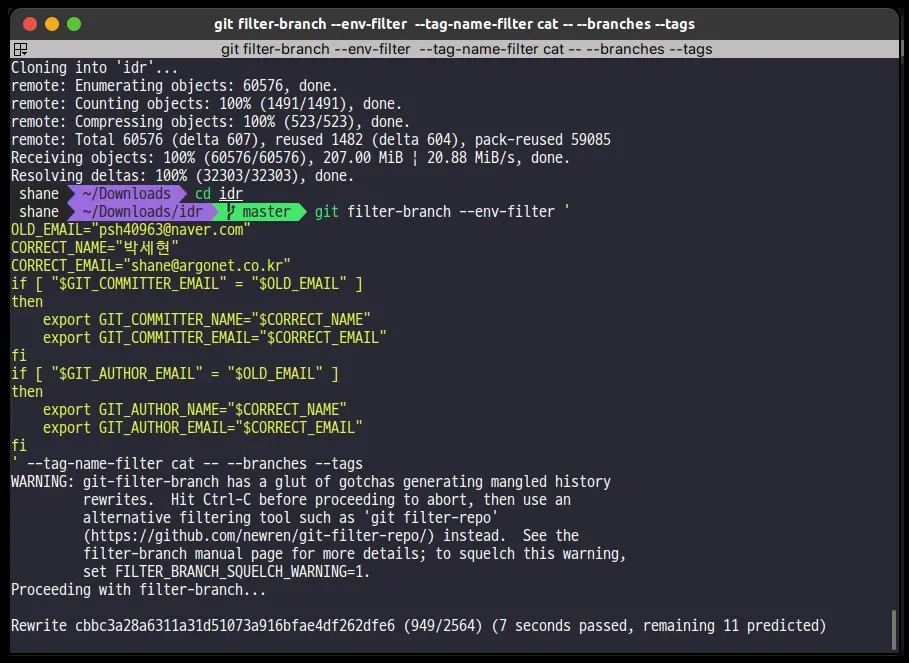 git filter-branch --env-filter --tag-name-filter cat -- --branches --tags
git filter-branch --env-filter --tag-name-filter cat -- --branches --tags
Cloning into 'idr'...
remote: Enumerating objects: 60576, done.
remote: Counting objects: 100% (1491/1491), done.
remote: Compressing objects: 100% (523/523), done.
remote: Total 60576 (delta 607), reused 1482 (delta 604), pack-reused 59085
Receiving objects: 100% (60576/60576), 207.00 MiB ¦ 20.88 MiB/s, done.
Resolving deltas: 100% (32303/32303), done.
shane ~/Downloads cd idr
shane ~/Downloads/idr master git filter-branch --env-filter '
OLD_EMAIL="psh40963@naver.com"
CORRECT_NAME="박세현"
CORRECT_EMAIL="shane@argonet.co.kr"
if [ "$GIT_COMMITTER_EMAIL" = "$OLD_EMAIL" ]
then
    export GIT_COMMITTER_NAME="$CORRECT_NAME"
    export GIT_COMMITTER_EMAIL="$CORRECT_EMAIL"
fi
if [ "$GIT_AUTHOR_EMAIL" = "$OLD_EMAIL" ]
then
    export GIT_AUTHOR_NAME="$CORRECT_NAME"
    export GIT_AUTHOR_EMAIL="$CORRECT_EMAIL"
fi
' --tag-name-filter cat -- --branches --tags
WARNING: git-filter-branch has a glut of gotchas generating mangled history
         rewrites.  Hit Ctrl-C before proceeding to abort, then use an
         alternative filtering tool such as 'git filter-repo'
         (https://github.com/newren/git-filter-repo/) instead.  See the
         filter-branch manual page for more details; to squelch this warning,
         set FILTER_BRANCH_SQUELCH_WARNING=1.
Proceeding with filter-branch...
Rewrite cbbc3a28a6311a31d51073a916bfae4df262dfe6 (949/2564) (7 seconds passed, remaining 11 predicted)